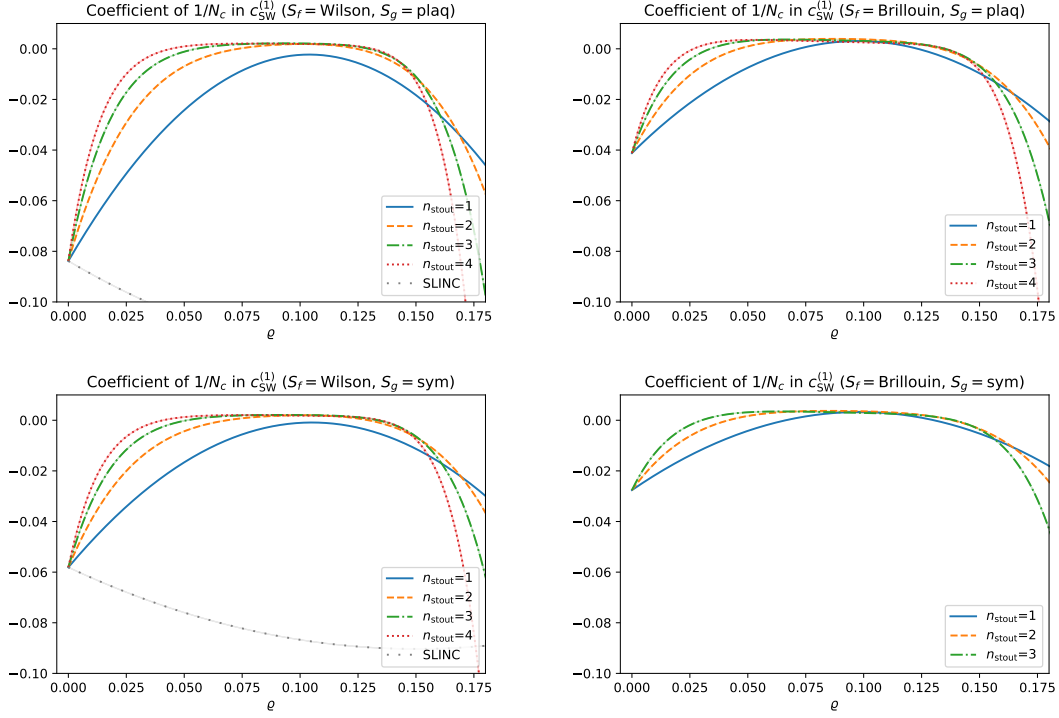 Coefficient of 1/N_c in c_SW^(1) (S_f = Wilson, S_g = plaq)
0.00
−0.02
−0.04
−0.06
−0.08
−0.10
n_stout=1
n_stout=2
n_stout=3
n_stout=4
SLINC
0.000 0.025 0.050 0.075 0.100 0.125 0.150 0.175
ϱ
Coefficient of 1/N_c in c_SW^(1) (S_f = Brillouin, S_g = plaq)
0.00
−0.02
−0.04
−0.06
−0.08
−0.10
n_stout=1
n_stout=2
n_stout=3
n_stout=4
0.000 0.025 0.050 0.075 0.100 0.125 0.150 0.175
ϱ
Coefficient of 1/N_c in c_SW^(1) (S_f = Wilson, S_g = sym)
0.00
−0.02
−0.04
−0.06
−0.08
−0.10
n_stout=1
n_stout=2
n_stout=3
n_stout=4
SLINC
0.000 0.025 0.050 0.075 0.100 0.125 0.150 0.175
ϱ
Coefficient of 1/N_c in c_SW^(1) (S_f = Brillouin, S_g = sym)
0.00
−0.02
−0.04
−0.06
−0.08
−0.10
n_stout=1
n_stout=2
n_stout=3
0.000 0.025 0.050 0.075 0.100 0.125 0.150 0.175
ϱ